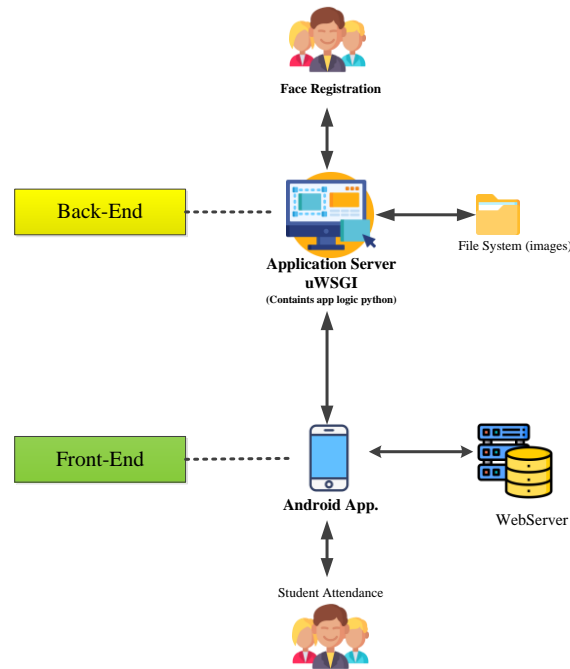 Face Registration
Back-End
File System (images)
Application Server
uWSGI
(Containts app logic python)
Front-End
Android App.
WebServer
Student Attendance